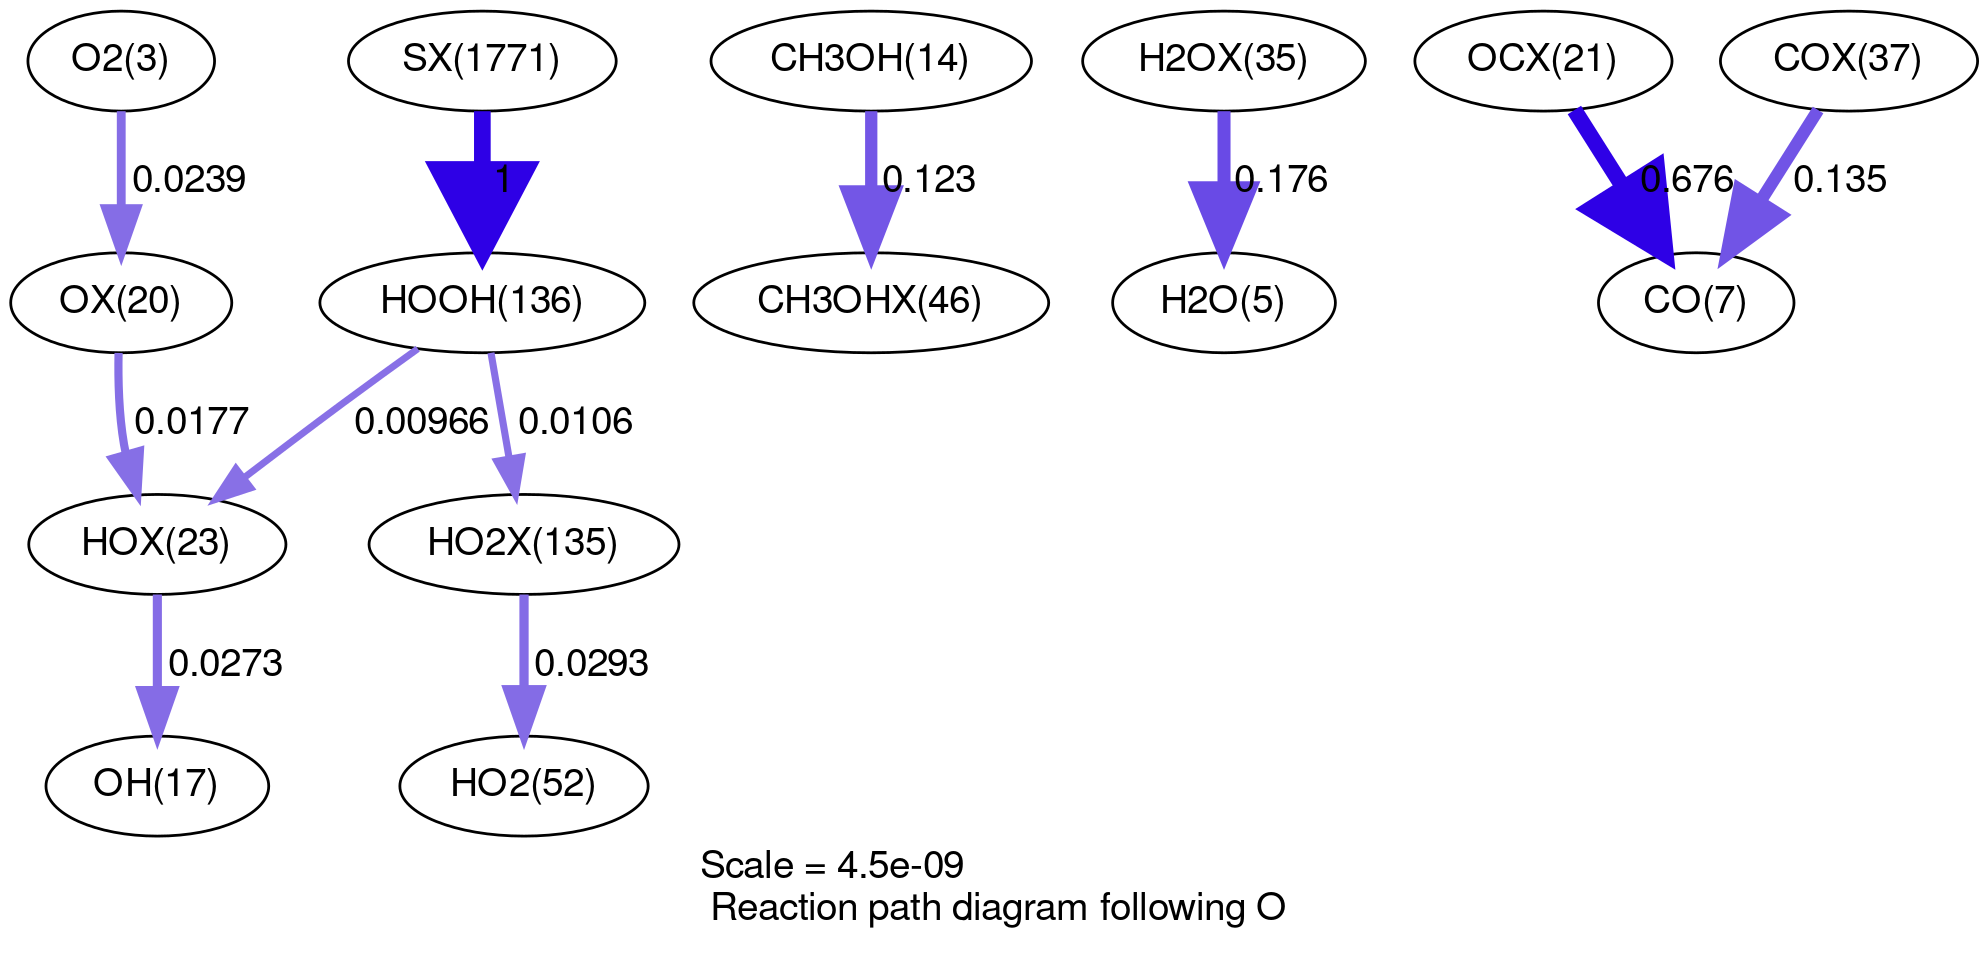 O2(3)
SX(1771)
CH3OH(14)
H2OX(35)
OCX(21)
COX(37)
0.0239
1
0.123
0.176
0.676
0.135
OX(20)
HOOH(136)
CH3OHX(46)
H2O(5)
CO(7)
0.0177
0.00966
0.0106
HOX(23)
HO2X(135)
0.0273
0.0293
OH(17)
HO2(52)
Scale = 4.5e-09
Reaction path diagram following O